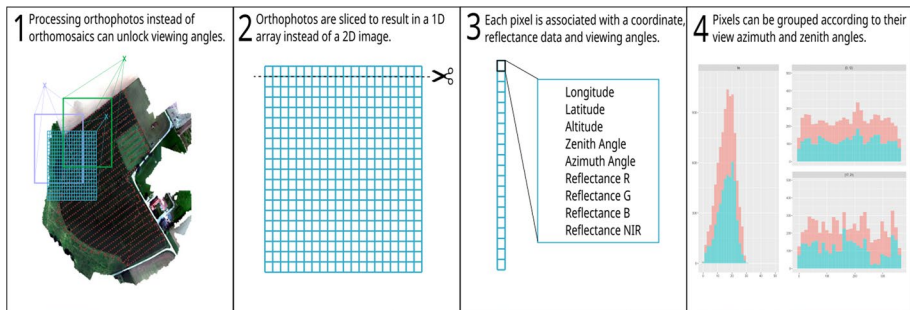 1 Processing orthophotos instead of
orthomosaics can unlock viewing angles.
2 Orthophotos are sliced to result in a 1D
array instead of a 2D image.
3 Each pixel is associated with a coordinate,
reflectance data and viewing angles.
Longitude
Latitude
Altitude
Zenith Angle
Azimuth Angle
Reflectance R
Reflectance G
Reflectance B
Reflectance NIR
4 Pixels can be grouped according to their
view azimuth and zenith angles.